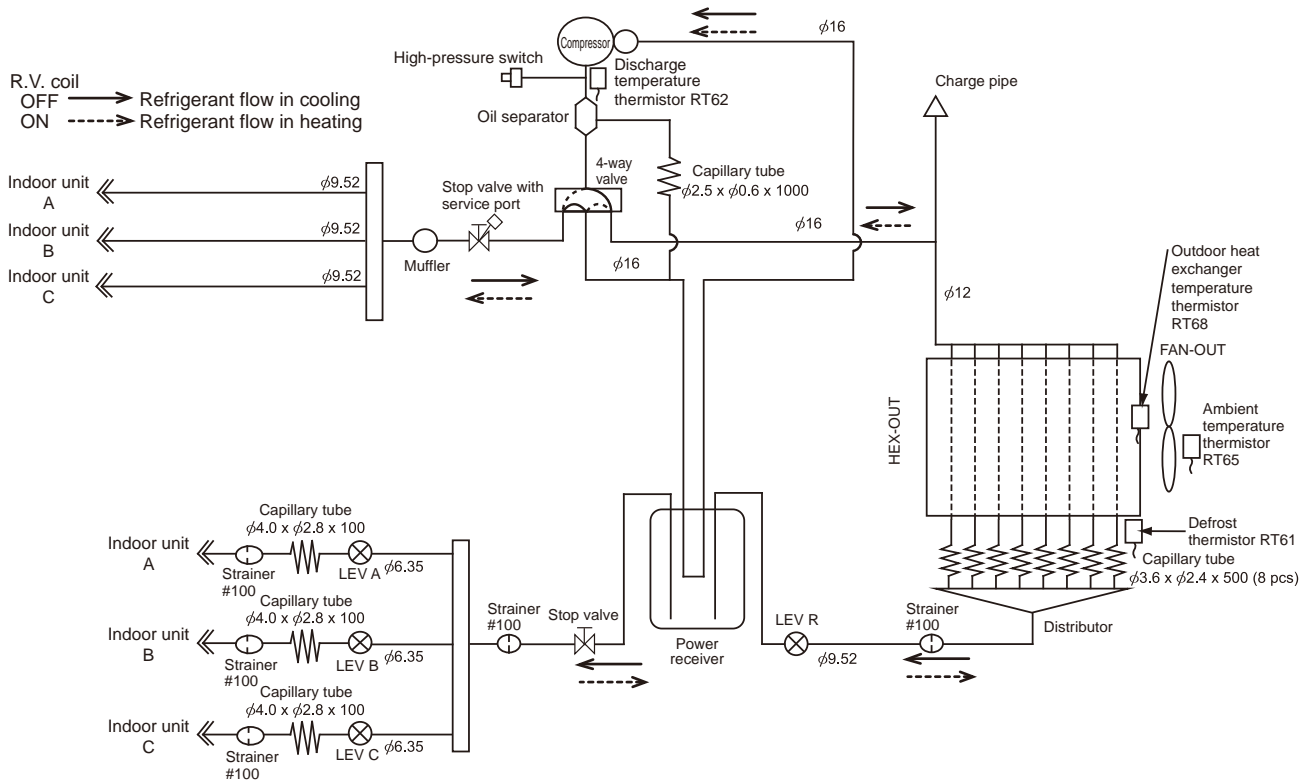 R.V. coil
OFF Refrigerant flow in cooling
ON Refrigerant flow in heating
Compressor
High-pressure switch
Discharge
temperature
thermistor RT62
ϕ16
Charge pipe
Oil separator
4-way
valve
Capillary tube
ϕ2.5 x ϕ0.6 x 1000
Stop valve with
service port
Indoor unit
A
ϕ9.52
Indoor unit
B
ϕ9.52
Indoor unit
C
ϕ9.52
Muffler
ϕ16
ϕ16
ϕ12
Outdoor heat
exchanger
temperature
thermistor
RT68
FAN-OUT
HEX-OUT
Ambient
temperature
thermistor
RT65
Defrost
thermistor RT61
Capillary tube
ϕ3.6 x ϕ2.4 x 500 (8 pcs)
Distributor
Strainer
#100
LEV R
ϕ9.52
Power
receiver
Stop valve
Strainer
#100
Capillary tube
ϕ4.0 x ϕ2.8 x 100
Indoor unit
A
Strainer
#100
LEV A
ϕ6.35
Capillary tube
ϕ4.0 x ϕ2.8 x 100
Indoor unit
B
Strainer
#100
LEV B
ϕ6.35
Capillary tube
ϕ4.0 x ϕ2.8 x 100
Indoor unit
C
Strainer
#100
LEV C
ϕ6.35